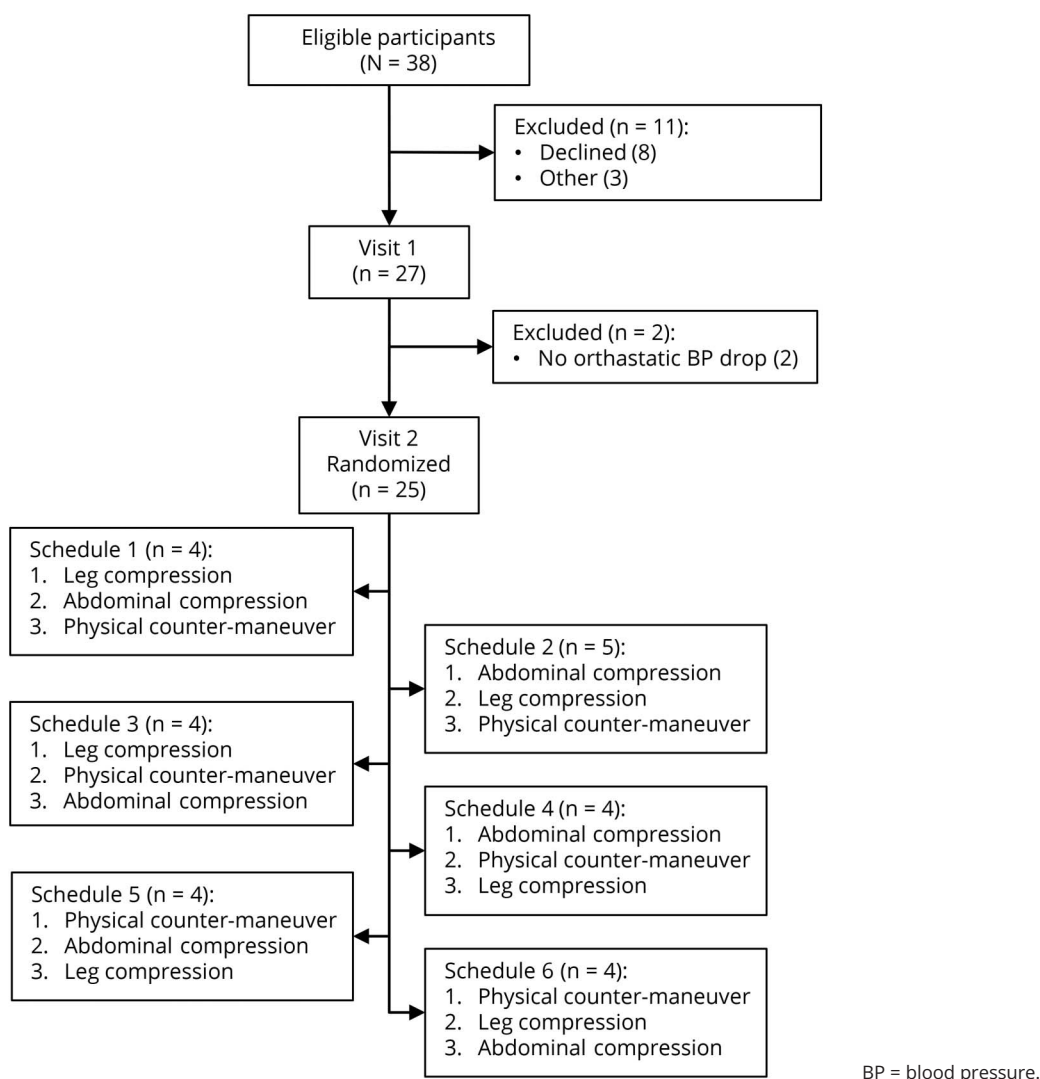 Eligible participants
(N = 38)
Excluded (n = 11):
• Declined (8)
• Other (3)
Visit 1
(n = 27)
Excluded (n = 2):
• No orthastatic BP drop (2)
Visit 2
Randomized
(n = 25)
Schedule 1 (n = 4):
1. Leg compression
2. Abdominal compression
3. Physical counter-maneuver
Schedule 2 (n = 5):
1. Abdominal compression
2. Leg compression
3. Physical counter-maneuver
Schedule 3 (n = 4):
1. Leg compression
2. Physical counter-maneuver
3. Abdominal compression
Schedule 4 (n = 4):
1. Abdominal compression
2. Physical counter-maneuver
3. Leg compression
Schedule 5 (n = 4):
1. Physical counter-maneuver
2. Abdominal compression
3. Leg compression
Schedule 6 (n = 4):
1. Physical counter-maneuver
2. Leg compression
3. Abdominal compression
BP = blood pressure.